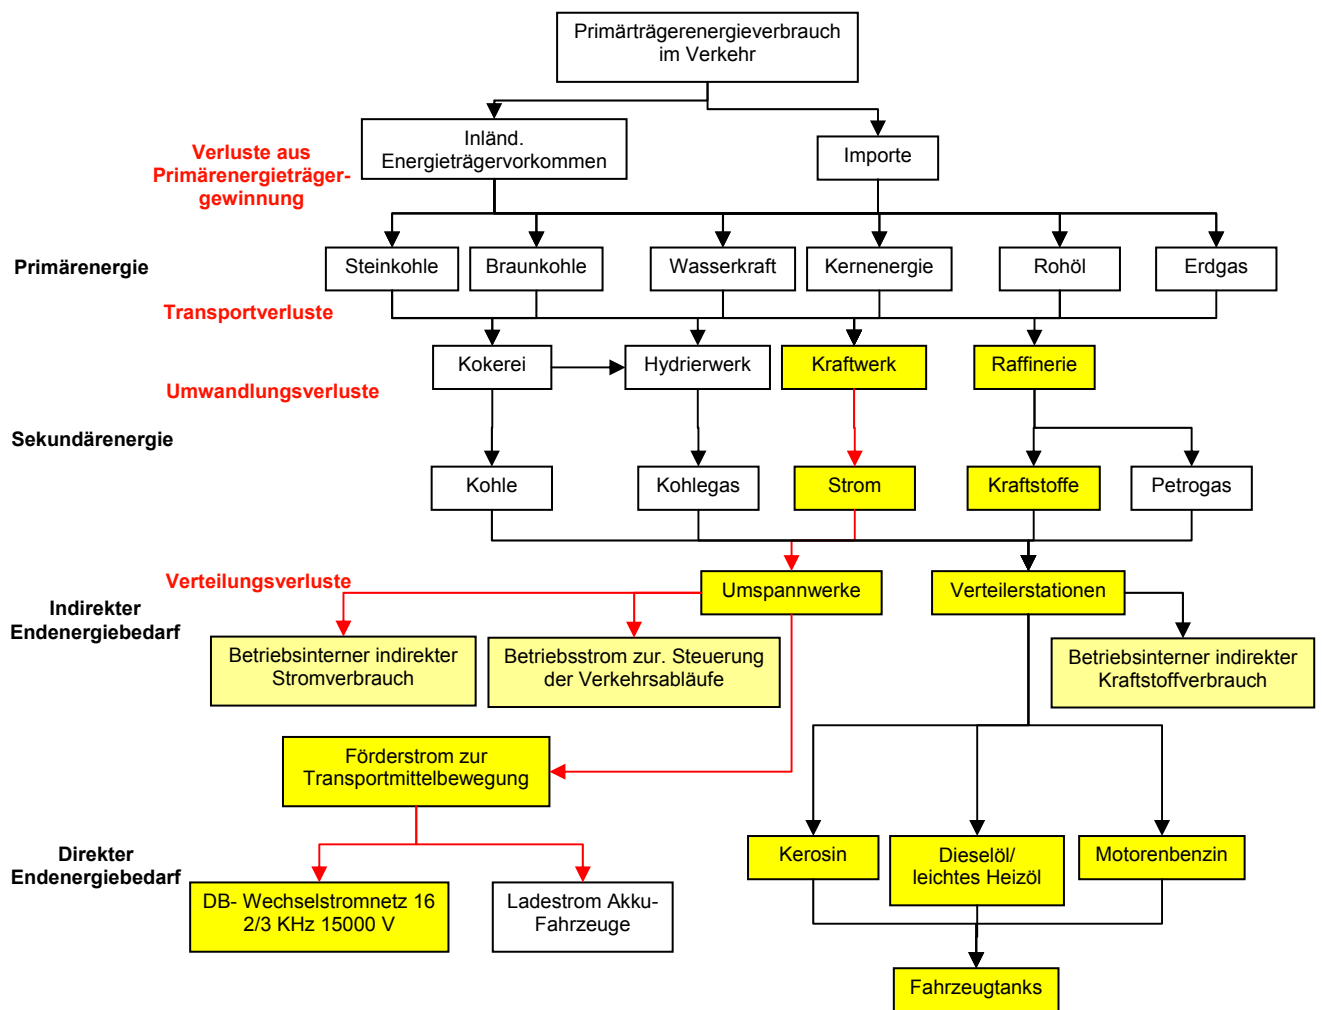 Primärträgerenergieverbrauch
im Verkehr
Inländ.
Energieträgervorkommen
Importe
Verluste aus
Primärenergieträger-
gewinnung
Primärenergie
Steinkohle
Braunkohle
Wasserkraft
Kernenergie
Rohöl
Erdgas
Transportverluste
Kokerei
Hydrierwerk
Kraftwerk
Raffinerie
Umwandlungsverluste
Sekundärenergie
Kohle
Kohlegas
Strom
Kraftstoffe
Petrogas
Verteilungsverluste
Umspannwerke
Verteilerstationen
Indirekter
Endenergiebedarf
Betriebsinterner indirekter
Stromverbrauch
Betriebsstrom zur. Steuerung
der Verkehrsabläufe
Betriebsinterner indirekter
Kraftstoffverbrauch
Förderstrom zur
Transportmittelbewegung
Kerosin
Dieselöl/
leichtes Heizöl
Motorenbenzin
Direkter
Endenergiebedarf
DB- Wechselstromnetz 16
2/3 KHz 15000 V
Ladestrom Akku-
Fahrzeuge
Fahrzeugtanks